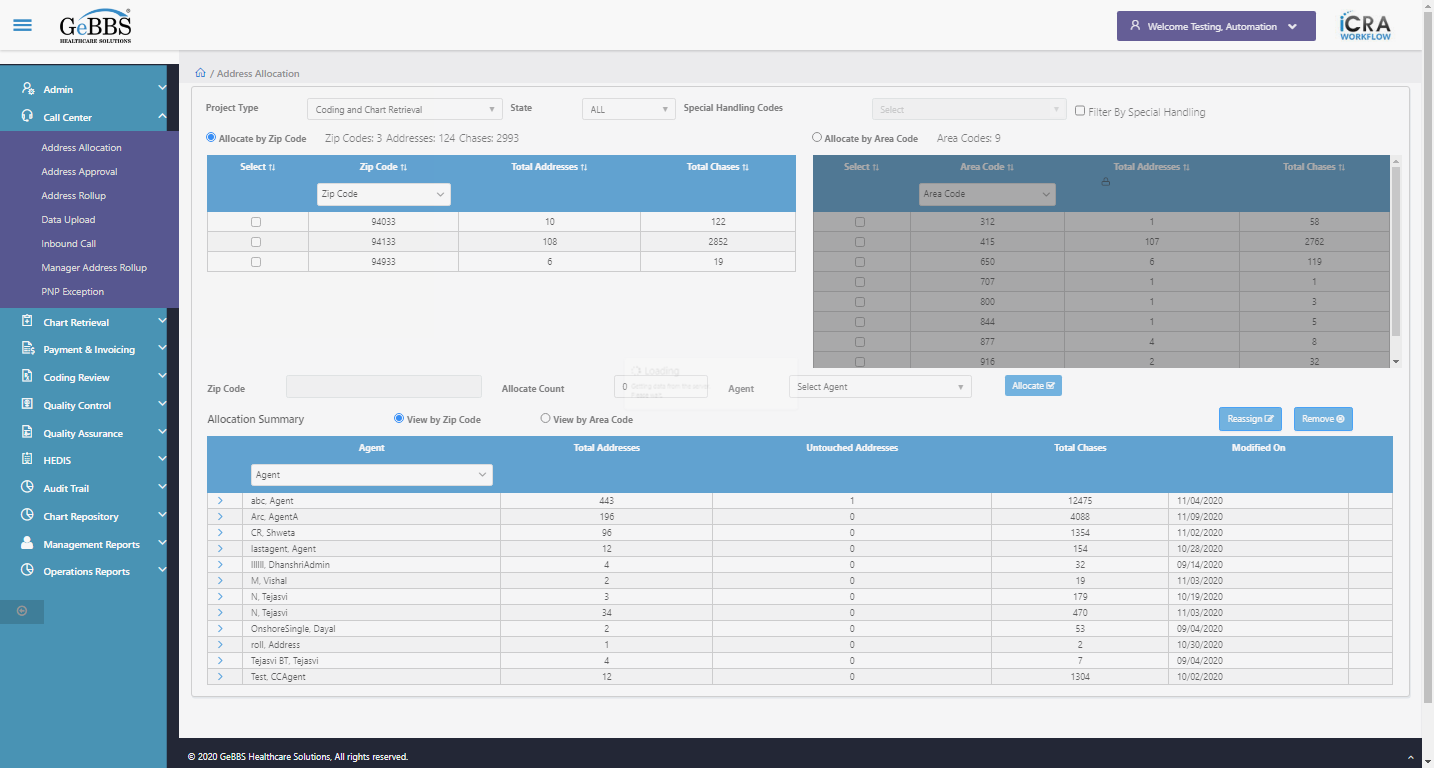 GeBBS
HEALTHCARE SOLUTIONS
Welcome Testing, Automation
iCRA
WORKFLOW
Admin
Call Center
Address Allocation
Address Approval
Address Rollup
Data Upload
Inbound Call
Manager Address Rollup
PNP Exception
Chart Retrieval
Payment & Invoicing
Coding Review
Quality Control
Quality Assurance
HEDIS
Audit Trail
Chart Repository
Management Reports
Operations Reports
/ Address Allocation
Project Type Coding and Chart Retrieval State ALL Special Handling Codes Select Filter By Special Handling
Allocate by Zip Code Zip Codes: 3 Addresses: 124 Chases: 2993
Select Zip Code Total Addresses Total Chases
Zip Code
94033 10 122
94133 108 2852
94933 6 19
Allocate by Area Code Area Codes: 9
Select Area Code Total Addresses Total Chases
Area Code
312 1 58
415 107 2762
650 6 119
707 1 1
800 1 3
844 1 5
877 4 8
916 2 32
Loading
Zip Code Allocate Count 0 Agent Select Agent Allocate
Allocation Summary View by Zip Code View by Area Code Reassign Remove
Agent Total Addresses Untouched Addresses Total Chases Modified On
Agent
abc, Agent 443 1 12475 11/04/2020
Arc, AgentA 196 0 4088 11/09/2020
CR, Shweta 96 0 1354 11/02/2020
lastagent, Agent 12 0 154 10/28/2020
llllll, DhanshriAdmin 4 0 32 09/14/2020
M, Vishal 2 0 19 11/03/2020
N, Tejasvi 3 0 179 10/19/2020
N, Tejasvi 34 0 470 11/03/2020
OnshoreSingle, Dayal 2 0 53 09/04/2020
roll, Address 1 0 2 10/30/2020
Tejasvi BT, Tejasvi 4 0 7 09/04/2020
Test, CCAgent 12 0 1304 10/02/2020
© 2020 GeBBS Healthcare Solutions, All rights reserved.